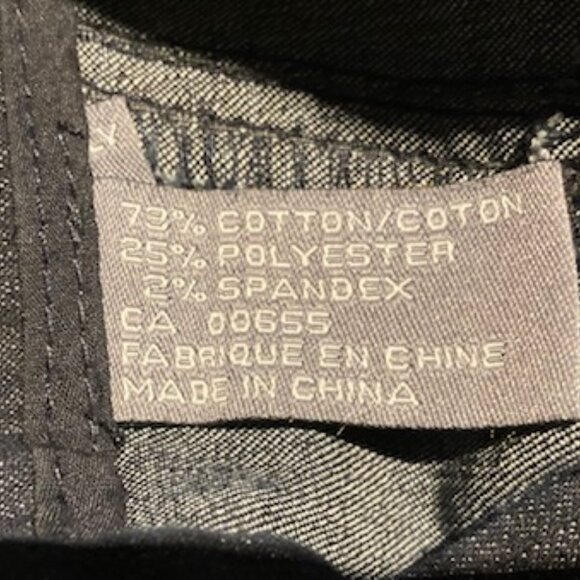 73% COTTON/COTON
25% POLYESTER
2% SPANDEX
CA 00655
FABRIQUE EN CHINE
MADE IN CHINA